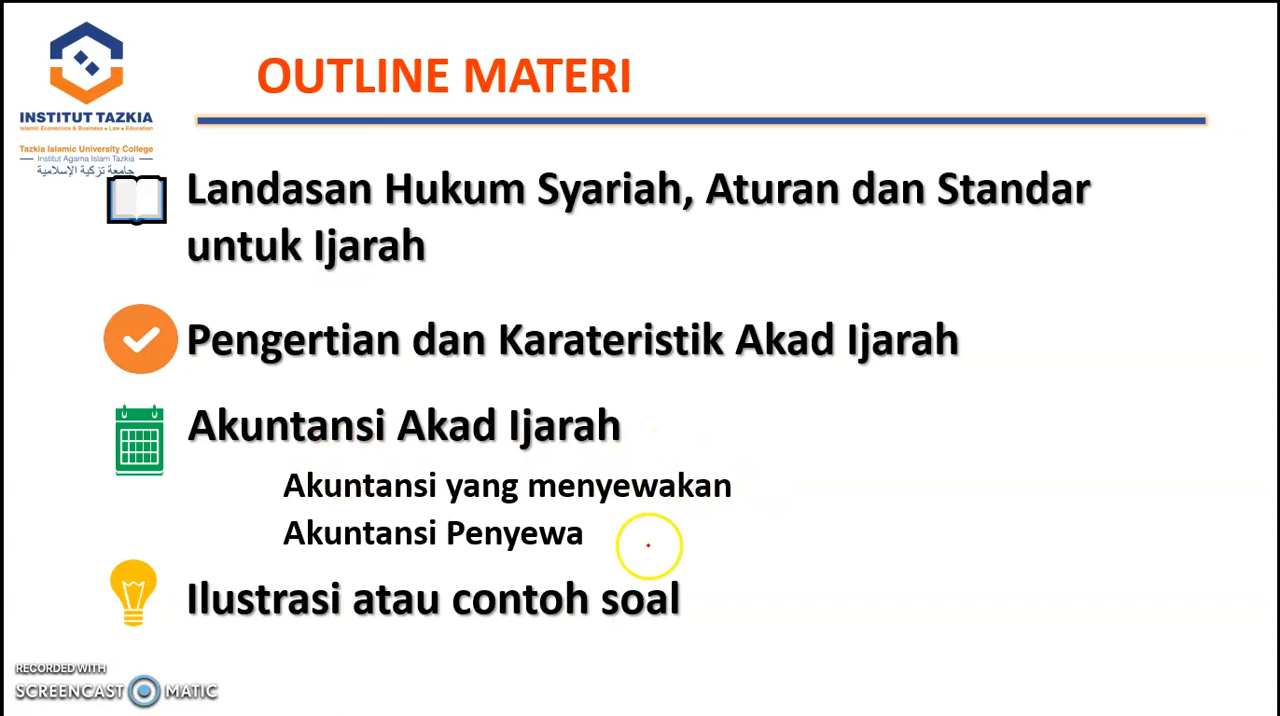 OUTLINE MATERI
INSTITUT TAZKIA
Islamic Economics & Business • Law • Education
Tazkia Islamic University College
Institut Agama Islam Tazkia
جامعة تزكية الإسلامية
Landasan Hukum Syariah, Aturan dan Standar
untuk Ijarah
Pengertian dan Karateristik Akad Ijarah
Akuntansi Akad Ijarah
Akuntansi yang menyewakan
Akuntansi Penyewa
Ilustrasi atau contoh soal
RECORDED WITH
SCREENCAST MATIC